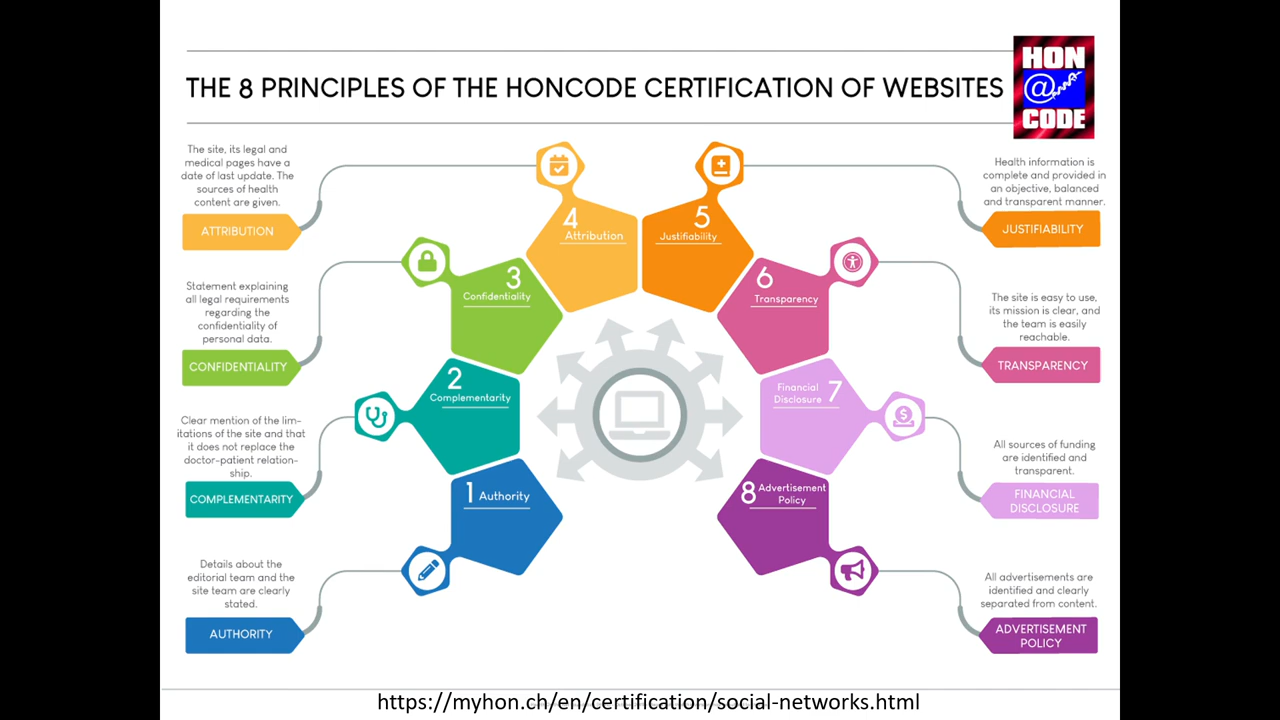 THE 8 PRINCIPLES OF THE HONCODE CERTIFICATION OF WEBSITES
HON
@
CODE
The site, its legal and
medical pages have a
date of last update. The
sources of health
content are given.
ATTRIBUTION
Statement explaining
all legal requirements
regarding the
confidentiality of
personal data.
CONFIDENTIALITY
Clear mention of the lim-
itations of the site and that
it does not replace the
doctor-patient relation-
ship.
COMPLEMENTARITY
Details about the
editorial team and the
site team are clearly
stated.
AUTHORITY
4
Attribution
5
Justifiability
3
Confidentiality
6
Transparency
2
Complementarity
Financial
Disclosure 7
1 Authority
8 Advertisement
Policy
$
Health information is
complete and provided in
an objective, balanced
and transparent manner.
JUSTIFIABILITY
The site is easy to use,
its mission is clear, and
the team is easily
reachable.
TRANSPARENCY
All sources of funding
are identified and
transparent.
FINANCIAL
DISCLOSURE
All advertisements are
identified and clearly
separated from content.
ADVERTISEMENT
POLICY
https://myhon.ch/en/certification/social-networks.html